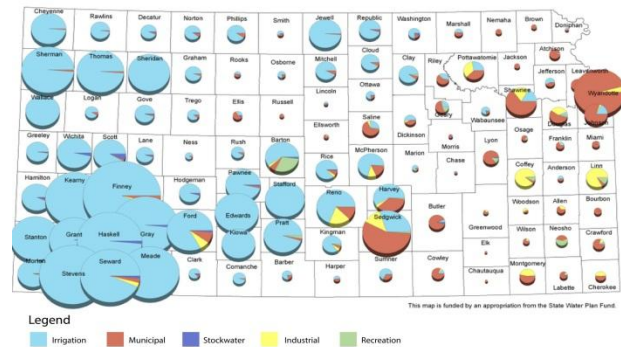 Cheyenne Rawlins Decatur Norton Phillips Smith Jewell Republic Washington Marshall Nemaha Brown Doniphan
Sherman Thomas Sheridan Graham Rooks Osborne Mitchell Cloud Clay Riley Pottawatomie Jackson Atchison
Jefferson Leavenworth Wyandotte
Wallace Logan Gove Trego Ellis Russell Lincoln Ottawa Saline Dickinson Geary Wabaunsee Shawnee Douglas Johnson
Ellsworth Morris Osage Franklin Miami
Greeley Wichita Scott Lane Ness Rush Barton Rice McPherson Marion Chase Lyon Coffey Anderson Linn
Hamilton Kearny Finney Hodgeman Pawnee Stafford Reno Harvey Butler Greenwood Woodson Allen Bourbon
Stanton Grant Haskell Gray Ford Edwards Kiowa Pratt Kingman Sedgwick Elk Wilson Neosho Crawford
Morton Stevens Seward Meade Clark Comanche Barber Harper Sumner Cowley Chautauqua Montgomery Labette Cherokee
This map is funded by an appropriation from the State Water Plan Fund.
Legend
Irrigation Municipal Stockwater Industrial Recreation